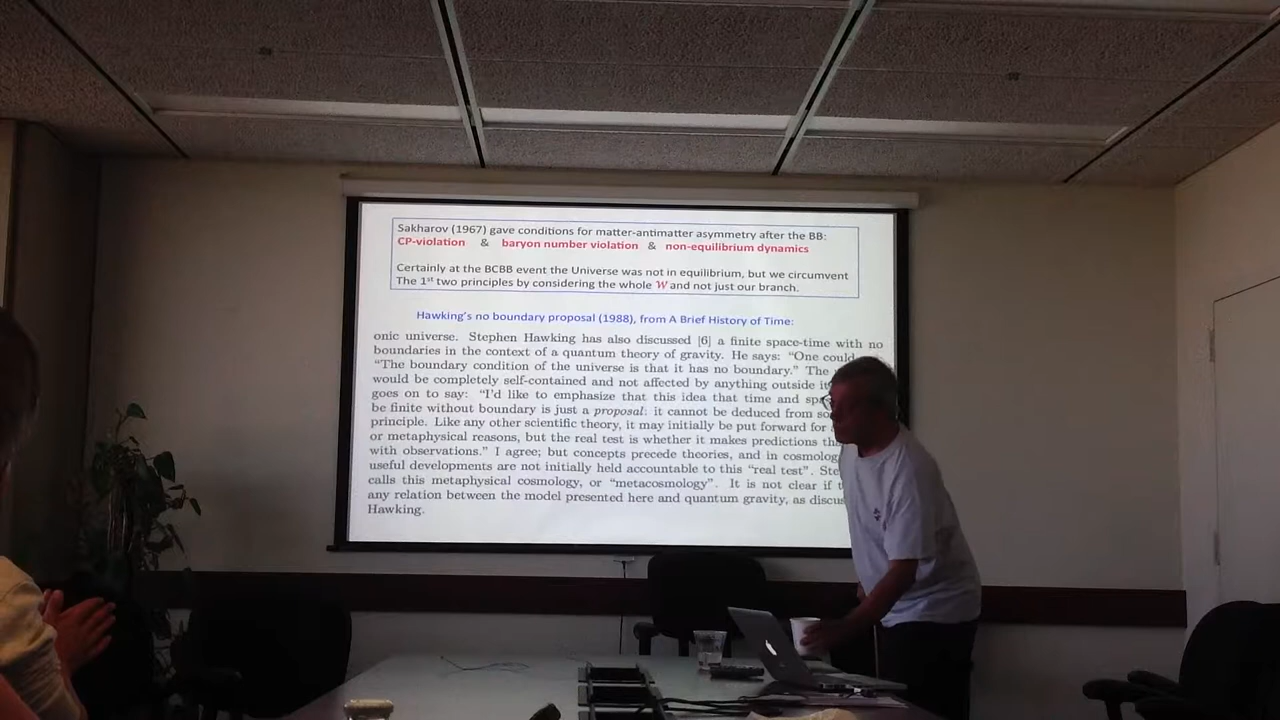 Sakharov (1967) gave conditions for matter-antimatter asymmetry after the BB:
CP-violation & baryon number violation & non-equilibrium dynamics
Certainly at the BCBB event the Universe was not in equilibrium, but we circumvent
The 1st two principles by considering the whole W and not just our branch.
Hawking's no boundary proposal (1988), from A Brief History of Time:
onic universe. Stephen Hawking has also discussed [6] a finite space-time with no
boundaries in the context of a quantum theory of gravity. He says: "One could
"The boundary condition of the universe is that it has no boundary." The
would be completely self-contained and not affected by anything outside
goes on to say: "I'd like to emphasize that this idea that time and
be finite without boundary is just a proposal: it cannot be deduced from
principle. Like any other scientific theory, it may initially be put forward for
or metaphysical reasons, but the real test is whether it makes predictions
with observations." I agree; but concepts precede theories, and in
useful developments are not initially held accountable to this "real test".
calls this metaphysical cosmology, or "metacosmology". It is not clear if
any relation between the model presented here and quantum gravity, as
Hawking.